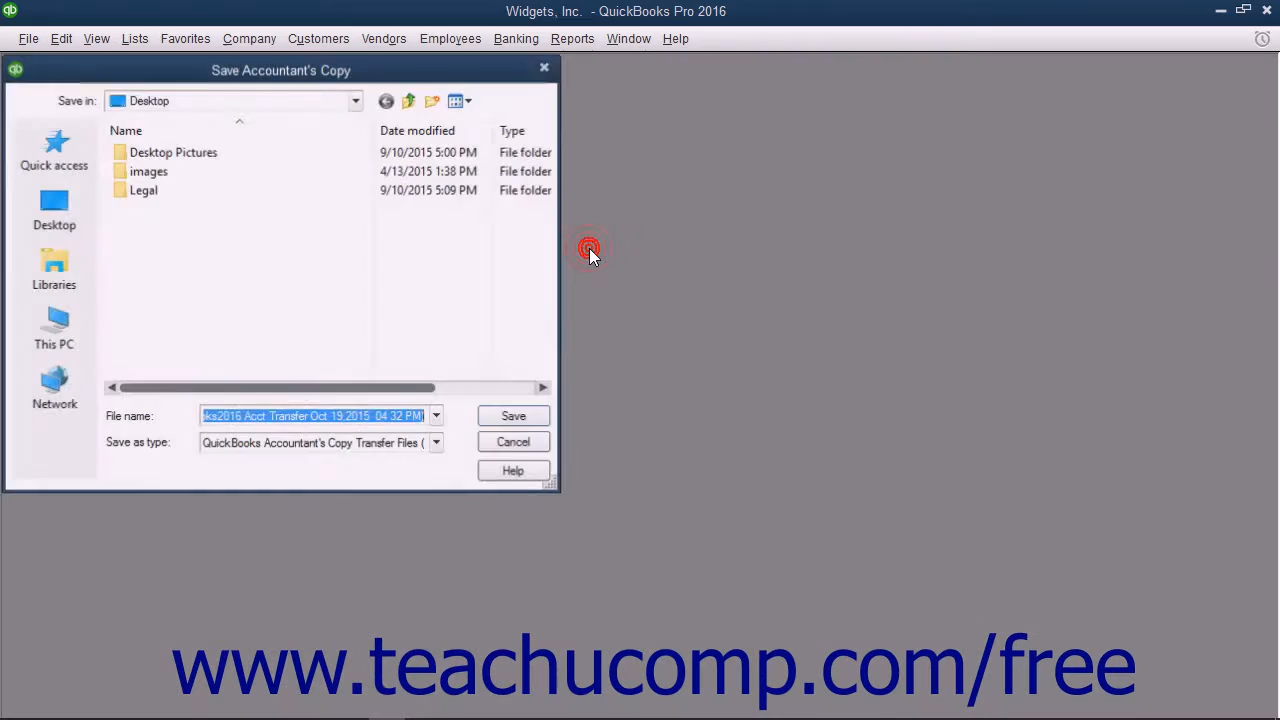 Widgets, Inc. - QuickBooks Pro 2016
File Edit View Lists Favorites Company Customers Vendors Employees Banking Reports Window Help
Save Accountant's Copy
Save in: Desktop
Name Date modified Type
Desktop Pictures 9/10/2015 5:00 PM File folder
images 4/13/2015 1:38 PM File folder
Legal 9/10/2015 5:09 PM File folder
Quick access
Desktop
Libraries
This PC
Network
File name: ks2016 Acct Transfer Oct 19,2015 04 32 PM) Save
Save as type: QuickBooks Accountant's Copy Transfer Files ( Cancel
Help
www.teachucomp.com/free